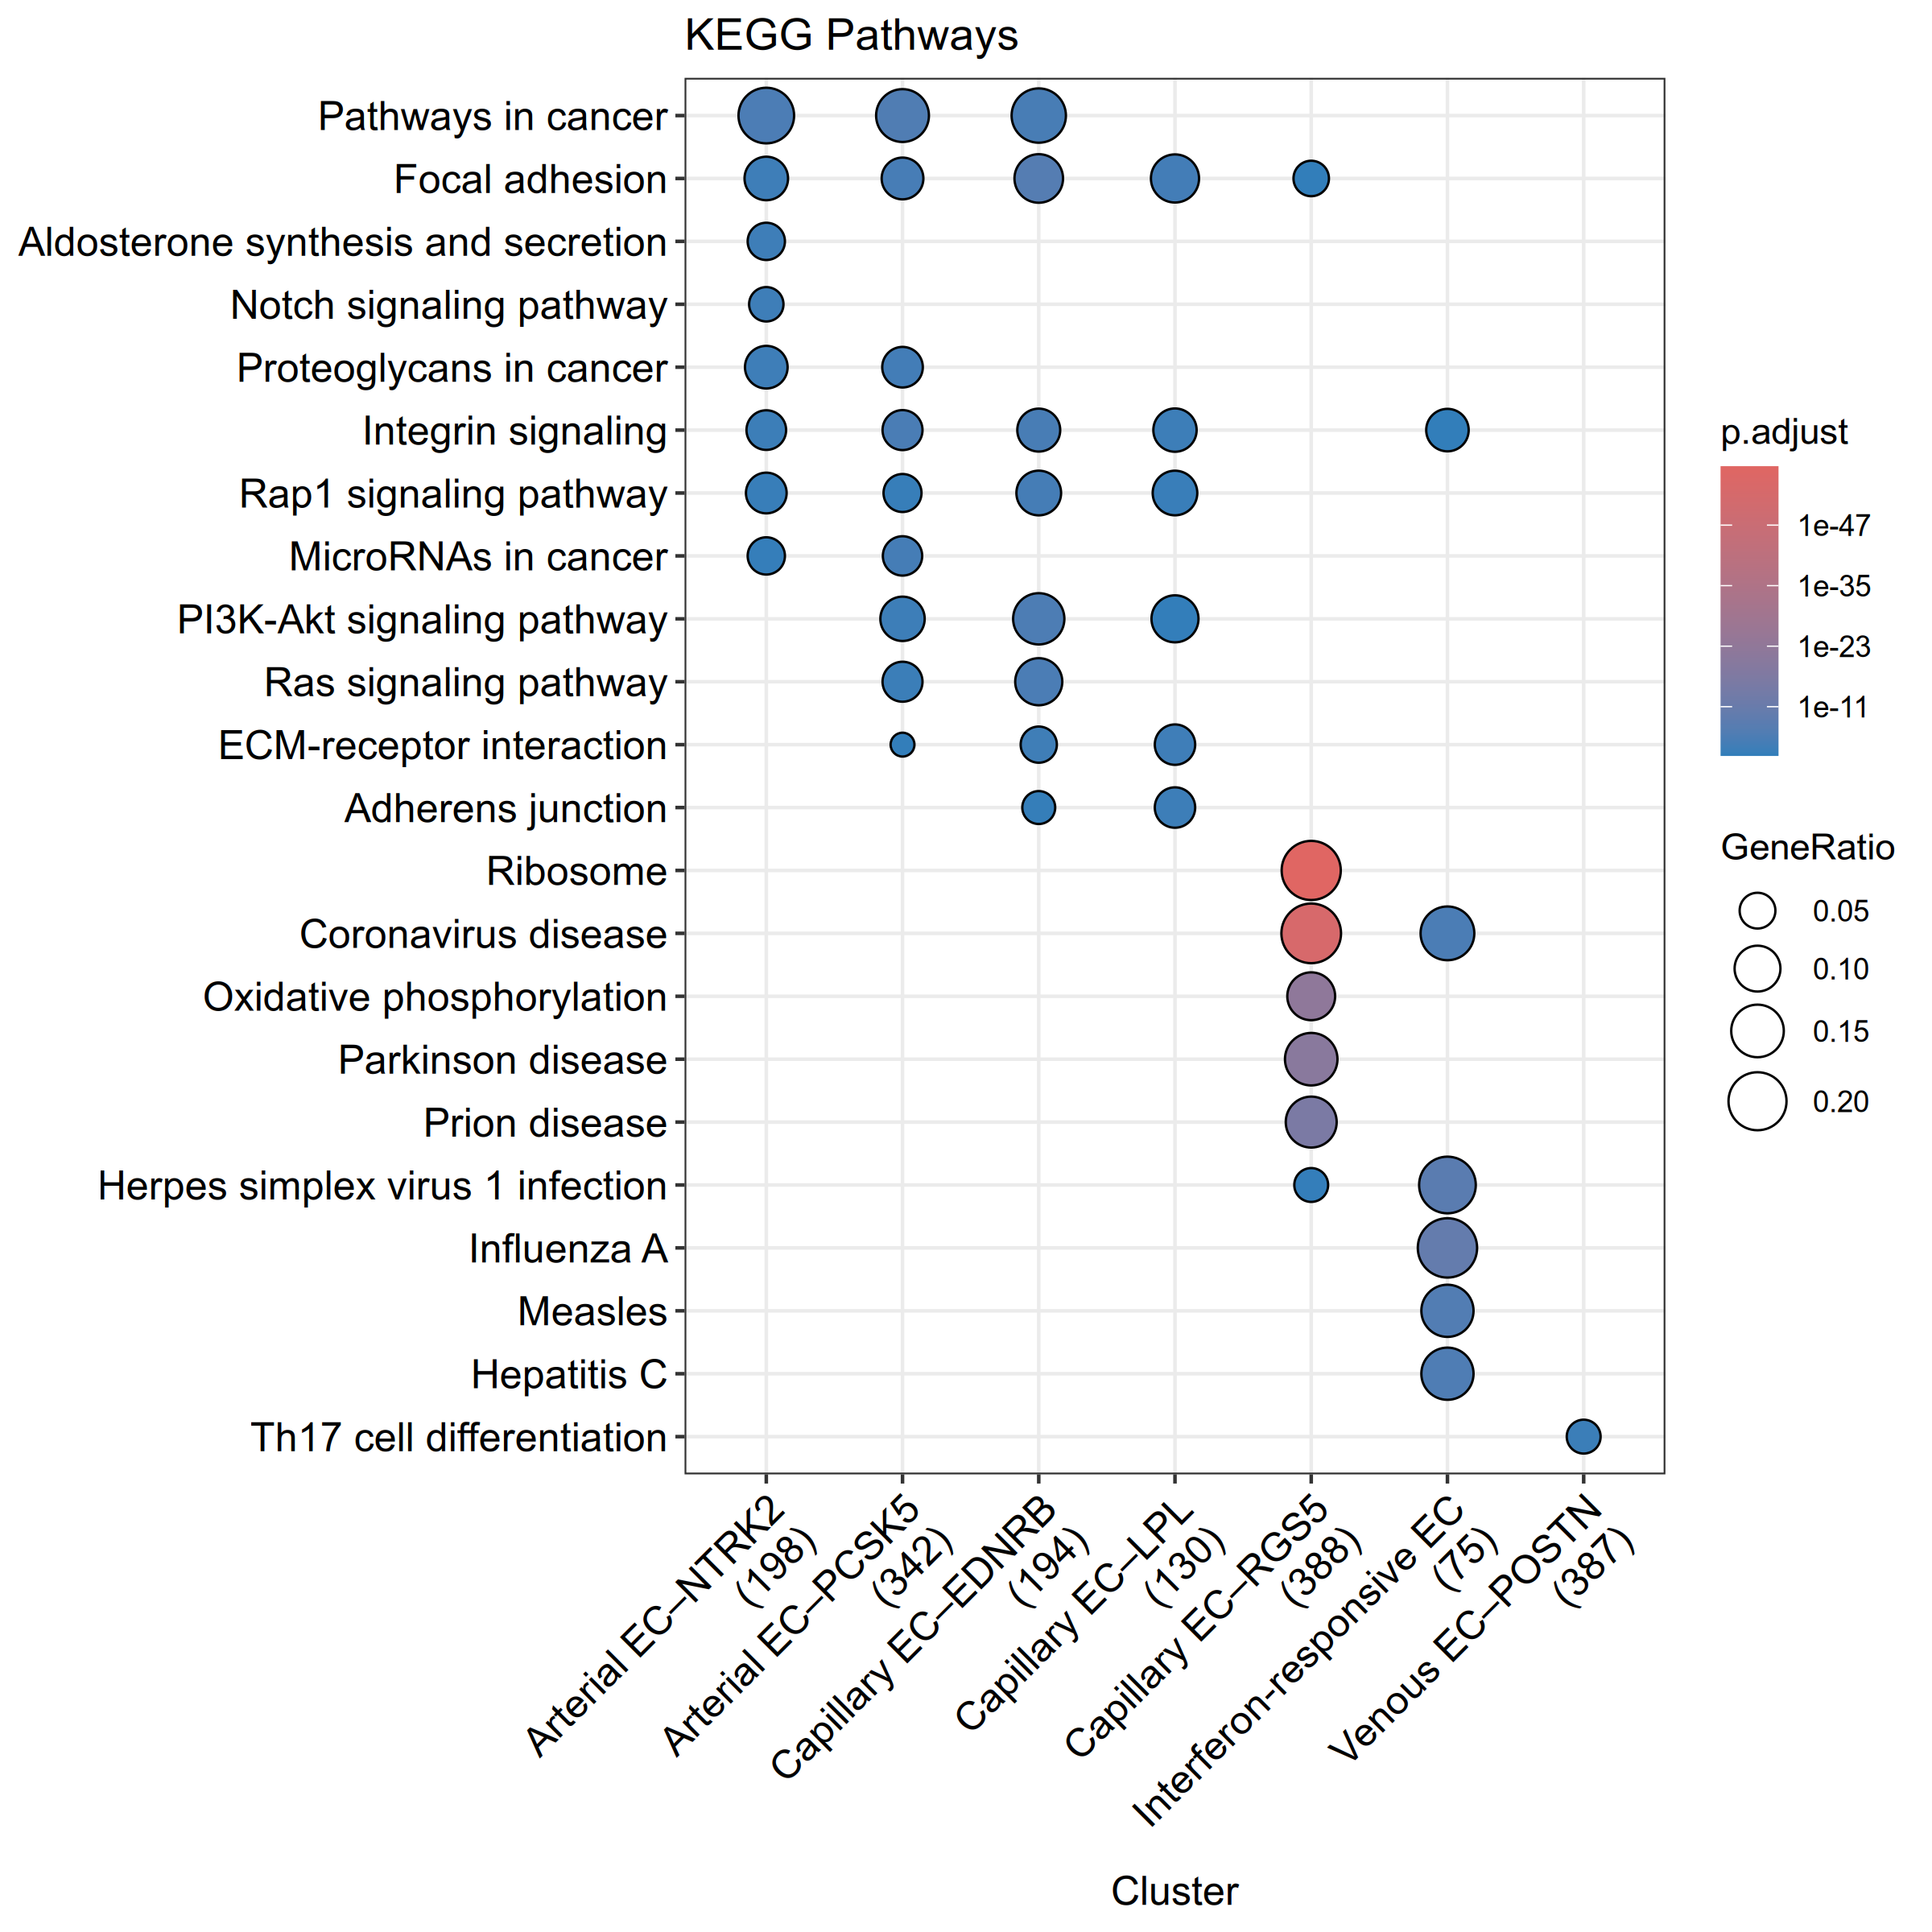 KEGG Pathways
Pathways in cancer
Focal adhesion
Aldosterone synthesis and secretion
Notch signaling pathway
Proteoglycans in cancer
Integrin signaling
Rap1 signaling pathway
MicroRNAs in cancer
PI3K-Akt signaling pathway
Ras signaling pathway
ECM-receptor interaction
Adherens junction
Ribosome
Coronavirus disease
Oxidative phosphorylation
Parkinson disease
Prion disease
Herpes simplex virus 1 infection
Influenza A
Measles
Hepatitis C
Th17 cell differentiation
Arterial EC–NTRK2
(198)
Arterial EC–PCSK5
(342)
Capillary EC–EDNRB
(194)
Capillary EC–LPL
(130)
Capillary EC–RGS5
(388)
Interferon-responsive EC
(75)
Venous EC–POSTN
(387)
Cluster
p.adjust
1e-47
1e-35
1e-23
1e-11
GeneRatio
0.05
0.10
0.15
0.20